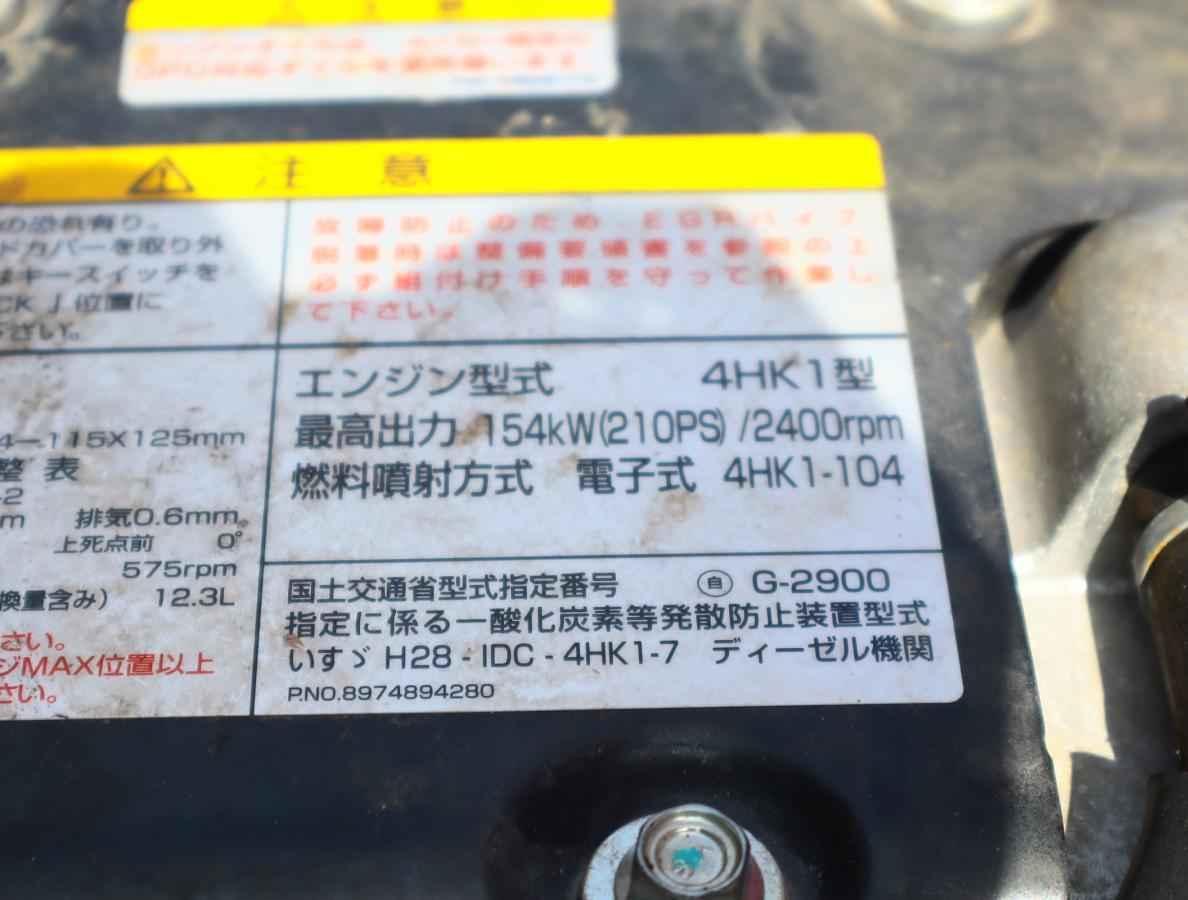 注意
の恐れ有り。
ドカバーを取り外
はキースイッチを
CK」位置に
下さい。
故障防止のため EGRパイプ
脱着時は整備要領書を参照の上
必ず組付け手順を守って作業し
て下さい。
4-115X125mm
整表
-2
m 排気0.6mm。
上死点前 0°
575rpm
換量含み) 12.3L
さい。
ジMAX位置以上
さい。
エンジン型式 4HK1型
最高出力 154kW(210PS)/2400rpm
燃料噴射方式 電子式 4HK1-104
国土交通省型式指定番号 自 G-2900
指定に係る一酸化炭素等発散防止装置型式
いすゞ H28 - IDC - 4HK1-7 ディーゼル機関
P.NO.8974894280